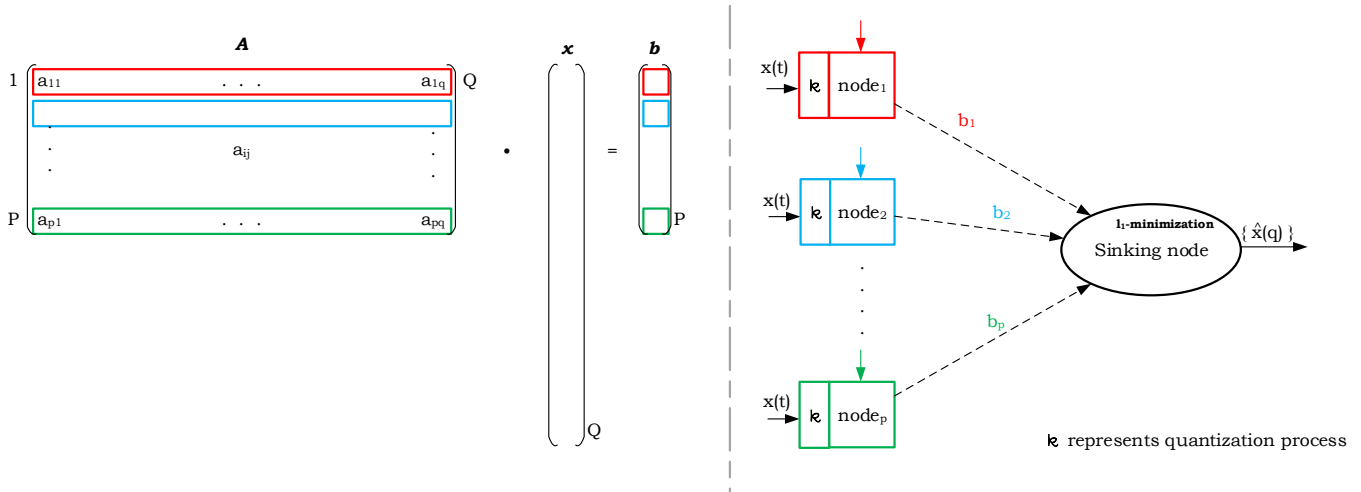 A x b
1 a11 . . . a1q Q
aij
• =
P ap1 . . . apq P
Q
x(t) k node1
b1
x(t) k node2
b2
l1-minimization
Sinking node
{ x̂(q) }
bp
x(t) k nodep
k represents quantization process